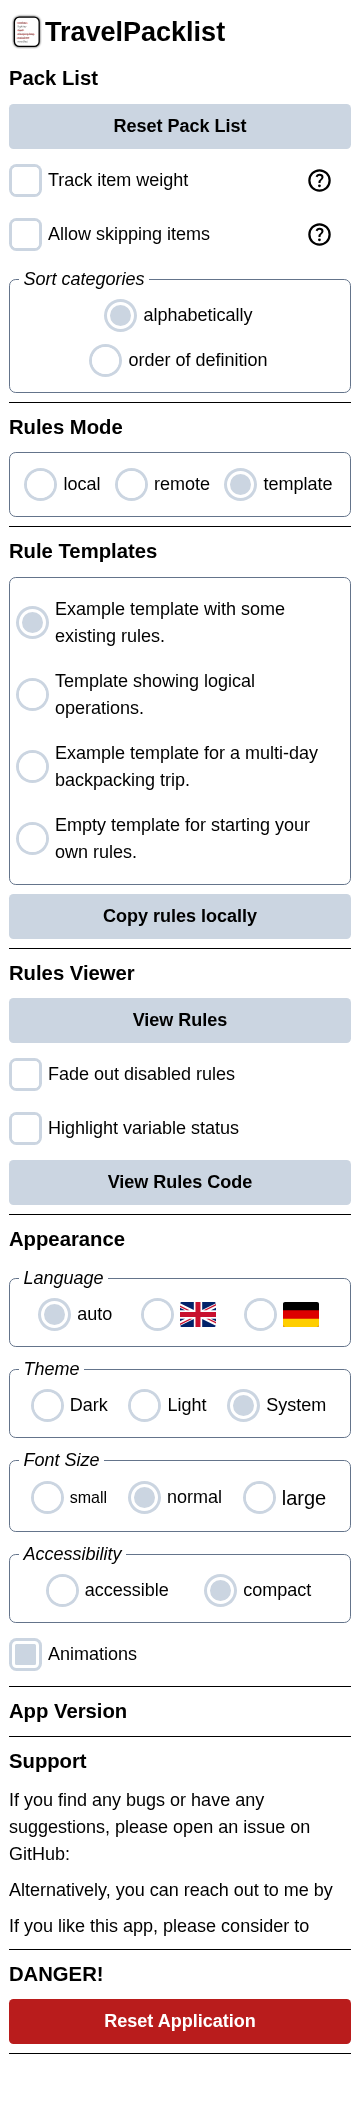 TravelPacklist
Pack List
Reset Pack List
Track item weight
Allow skipping items
Sort categories
alphabetically
order of definition
Rules Mode
local remote template
Rule Templates
Example template with some
existing rules.
Template showing logical
operations.
Example template for a multi-day
backpacking trip.
Empty template for starting your
own rules.
Copy rules locally
Rules Viewer
View Rules
Fade out disabled rules
Highlight variable status
View Rules Code
Appearance
Language
auto
Theme
Dark Light System
Font Size
small normal large
Accessibility
accessible compact
Animations
App Version
Support
If you find any bugs or have any
suggestions, please open an issue on
GitHub:
Alternatively, you can reach out to me by
If you like this app, please consider to
DANGER!
Reset Application